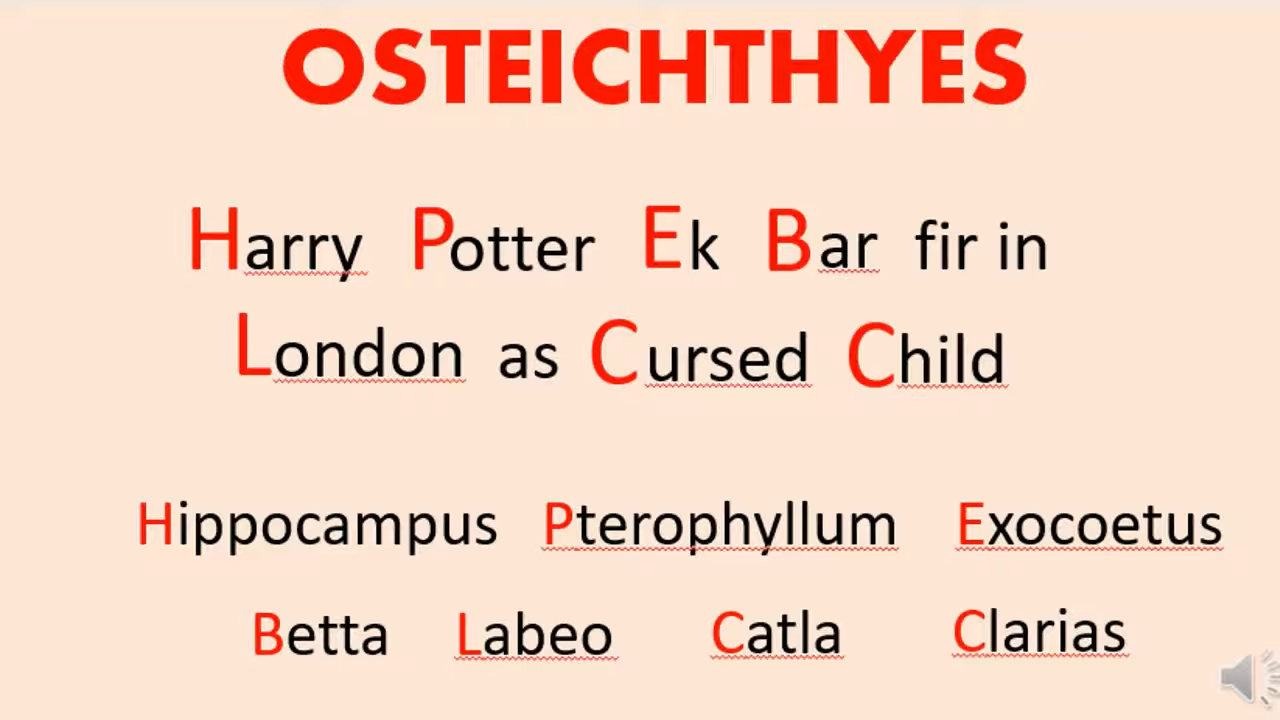 OSTEICHTHYES
Harry Potter Ek Bar fir in
London as Cursed Child
Hippocampus Pterophyllum Exocoetus
Betta Labeo Catla Clarias